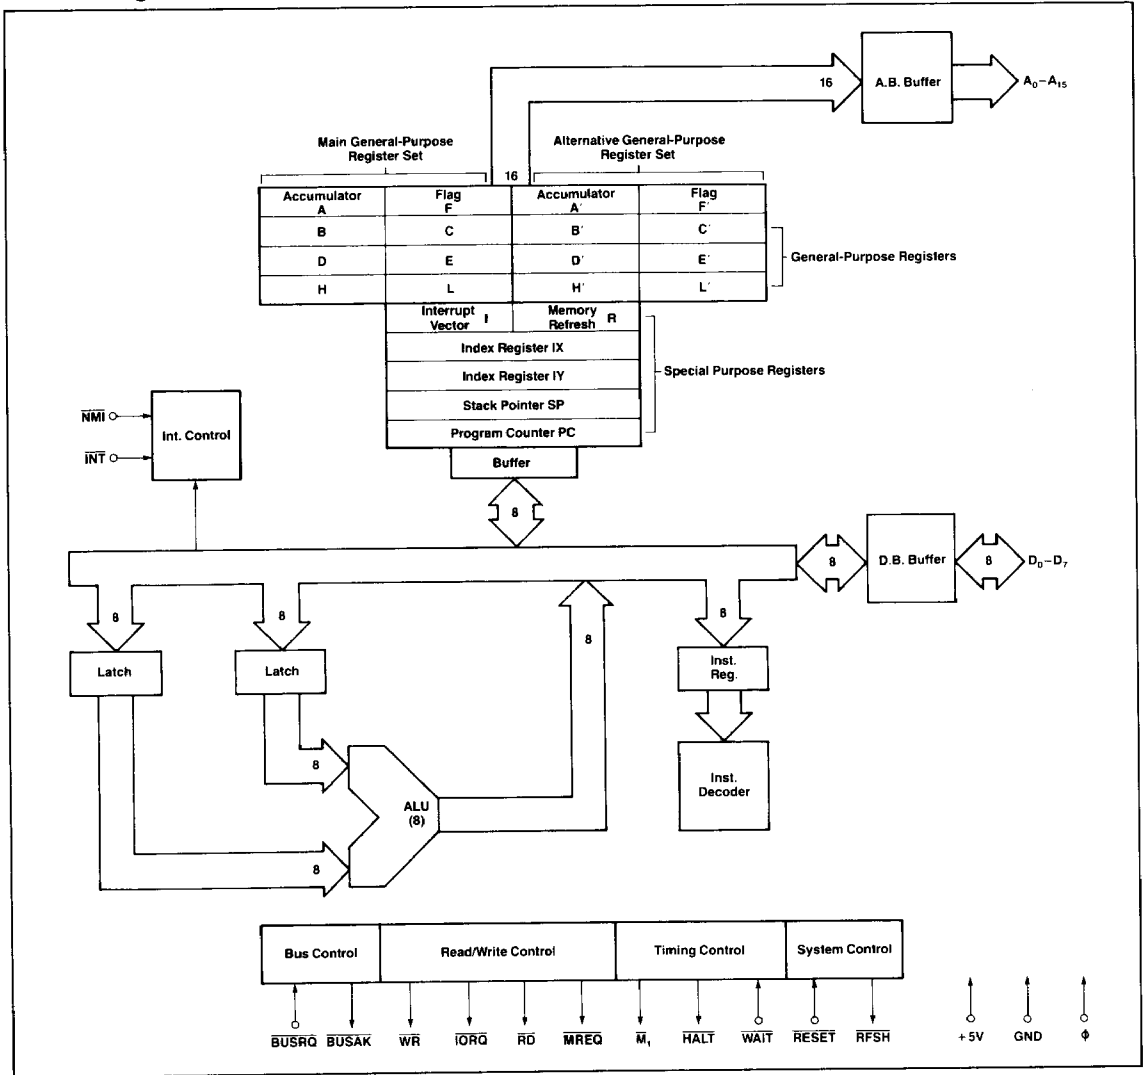 A.B. Buffer
16
A₀–A₁₅
Main General-Purpose
Register Set
Alternative General-Purpose
Register Set
16
Accumulator
A
Flag
F
Accumulator
A′
Flag
F′
B
C
B′
C′
D
E
D′
E′
General-Purpose Registers
H
L
H′
L′
Interrupt
Vector I
Memory
Refresh R
Index Register IX
Index Register IY
Special Purpose Registers
Stack Pointer SP
Program Counter PC
Buffer
NMI
INT
Int. Control
8
8
D.B. Buffer
8
D₀–D₇
8
8
8
8
Latch
Latch
Inst.
Reg.
8
Inst.
Decoder
ALU
(8)
8
Bus Control
Read/Write Control
Timing Control
System Control
BUSRQ
BUSAK
WR
IORQ
RD
MREQ
M₁
HALT
WAIT
RESET
RFSH
+5V
GND
ϕ